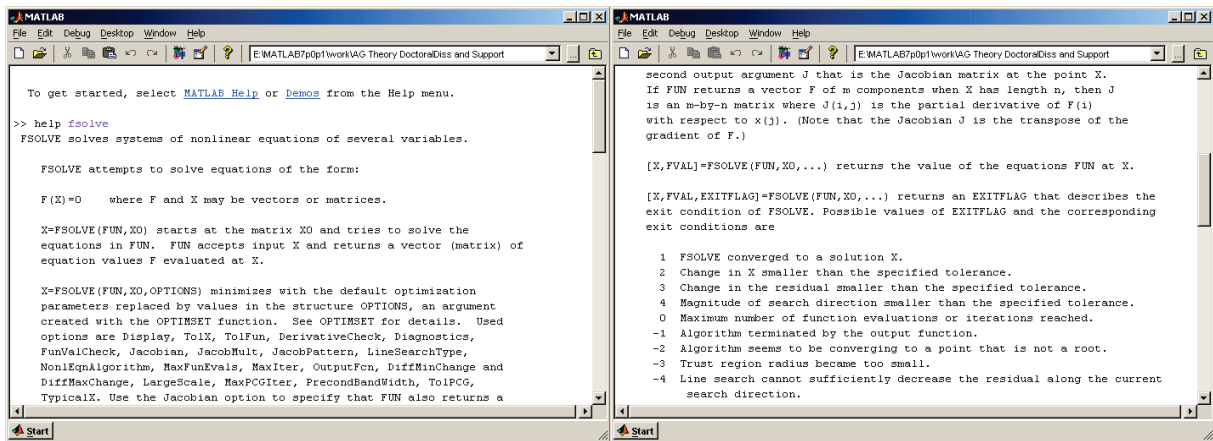 MATLAB
File Edit Debug Desktop Window Help
E:\MATLAB7p0p1\work\AG Theory DoctoralDiss and Support
To get started, select MATLAB Help or Demos from the Help menu.
>> help fsolve
FSOLVE solves systems of nonlinear equations of several variables.
FSOLVE attempts to solve equations of the form:
F(X)=0    where F and X may be vectors or matrices.
X=FSOLVE(FUN,X0) starts at the matrix X0 and tries to solve the
equations in FUN.  FUN accepts input X and returns a vector (matrix) of
equation values F evaluated at X.
X=FSOLVE(FUN,X0,OPTIONS) minimizes with the default optimization
parameters replaced by values in the structure OPTIONS, an argument
created with the OPTIMSET function.  See OPTIMSET for details.  Used
options are Display, TolX, TolFun, DerivativeCheck, Diagnostics,
FunValCheck, Jacobian, JacobMult, JacobPattern, LineSearchType,
NonlEqnAlgorithm, MaxFunEvals, MaxIter, OutputFcn, DiffMinChange and
DiffMaxChange, LargeScale, MaxPCGIter, PrecondBandWidth, TolPCG,
TypicalX. Use the Jacobian option to specify that FUN also returns a
Start
MATLAB
File Edit Debug Desktop Window Help
E:\MATLAB7p0p1\work\AG Theory DoctoralDiss and Support
second output argument J that is the Jacobian matrix at the point X.
If FUN returns a vector F of m components when X has length n, then J
is an m-by-n matrix where J(i,j) is the partial derivative of F(i)
with respect to x(j). (Note that the Jacobian J is the transpose of the
gradient of F.)
[X,FVAL]=FSOLVE(FUN,X0,...) returns the value of the equations FUN at X.
[X,FVAL,EXITFLAG]=FSOLVE(FUN,X0,...) returns an EXITFLAG that describes the
exit condition of FSOLVE. Possible values of EXITFLAG and the corresponding
exit conditions are
1  FSOLVE converged to a solution X.
2  Change in X smaller than the specified tolerance.
3  Change in the residual smaller than the specified tolerance.
4  Magnitude of search direction smaller than the specified tolerance.
0  Maximum number of function evaluations or iterations reached.
-1  Algorithm terminated by the output function.
-2  Algorithm seems to be converging to a point that is not a root.
-3  Trust region radius became too small.
-4  Line search cannot sufficiently decrease the residual along the current
search direction.
Start